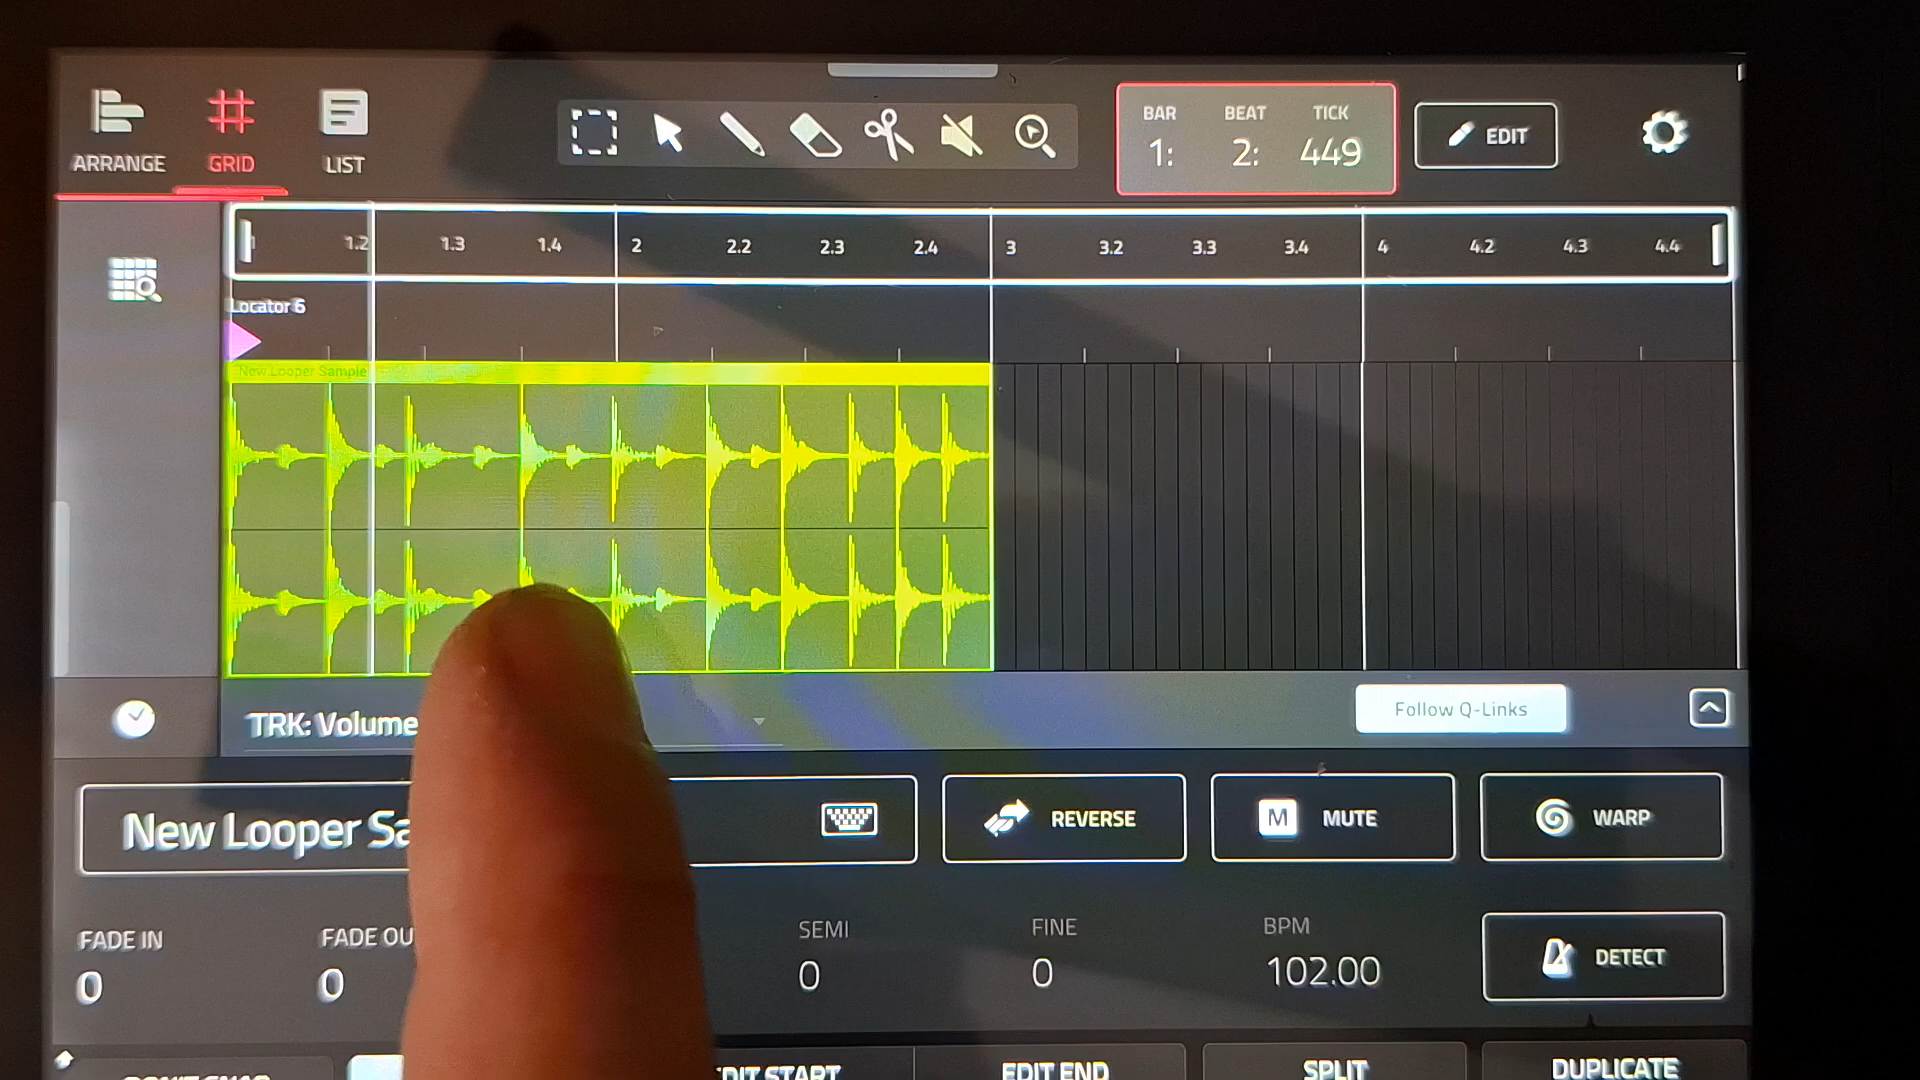 ARRANGE GRID LIST
BAR BEAT TICK
1: 2: 449
EDIT
1 1.2 1.3 1.4 2 2.2 2.3 2.4 3 3.2 3.3 3.4 4 4.2 4.3 4.4
Locator 6
New Looper Sample
TRK: Volume
Follow Q-Links
New Looper Sa
REVERSE
M MUTE
WARP
FADE IN FADE OU SEMI FINE BPM
0 0 0 0 102.00
DETECT
EDIT START EDIT END SPLIT DUPLICATE